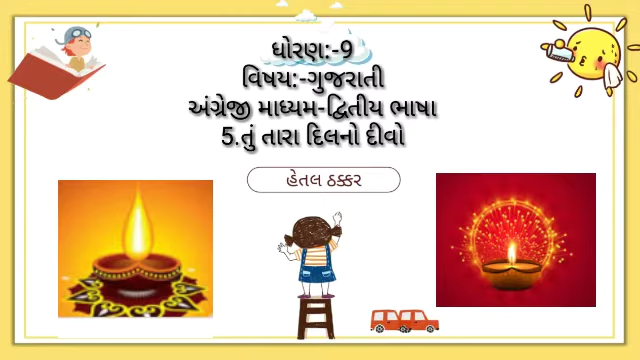 ધોરણ:-9
વિષય:-ગુજરાતી
અંગ્રેજી માધ્યમ-દ્વિતીય ભાષા
5.તું તારા દિલનો દીવો
હેતલ ઠક્કર